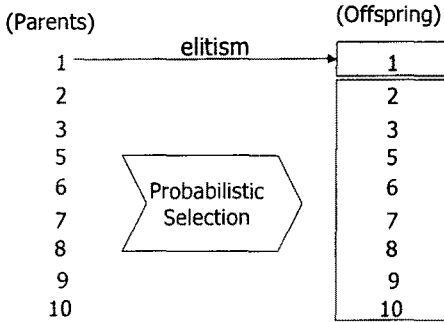 (Parents) (Offspring)
elitism
1 1
2 2
3 3
5 5
6 Probabilistic 6
7 Selection 7
8 8
9 9
10 10